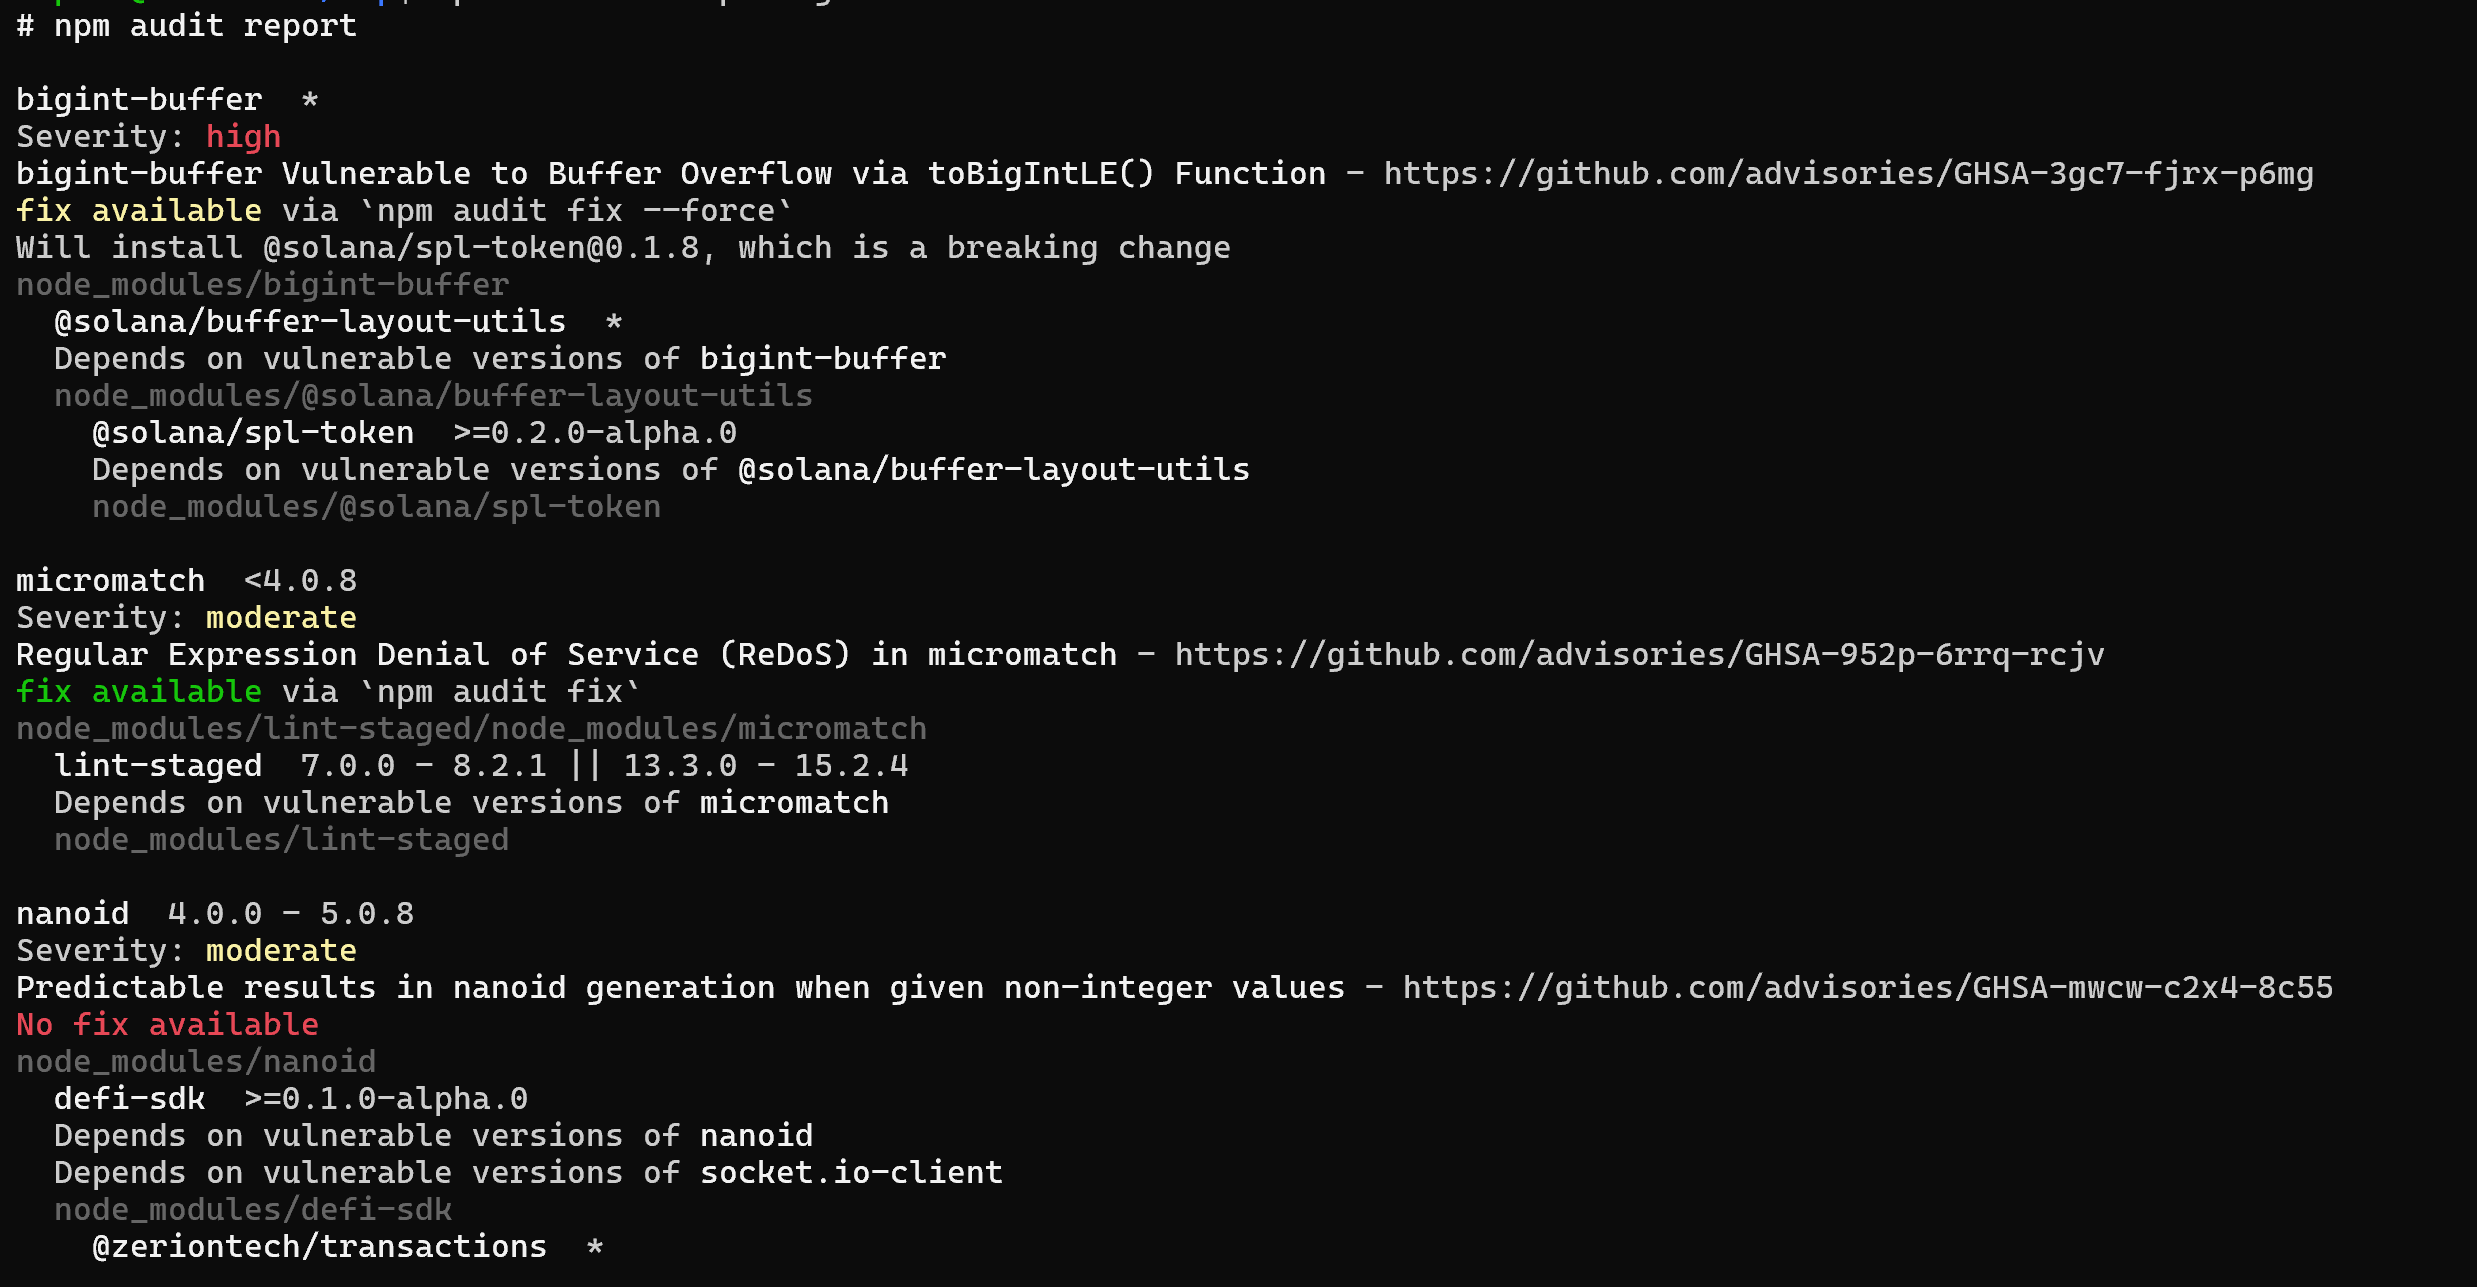 # npm audit report
bigint-buffer  *
Severity: high
bigint-buffer Vulnerable to Buffer Overflow via toBigIntLE() Function - https://github.com/advisories/GHSA-3gc7-fjrx-p6mg
fix available via `npm audit fix --force`
Will install @solana/spl-token@0.1.8, which is a breaking change
node_modules/bigint-buffer
  @solana/buffer-layout-utils  *
  Depends on vulnerable versions of bigint-buffer
  node_modules/@solana/buffer-layout-utils
    @solana/spl-token  >=0.2.0-alpha.0
    Depends on vulnerable versions of @solana/buffer-layout-utils
    node_modules/@solana/spl-token
micromatch  <4.0.8
Severity: moderate
Regular Expression Denial of Service (ReDoS) in micromatch - https://github.com/advisories/GHSA-952p-6rrq-rcjv
fix available via `npm audit fix`
node_modules/lint-staged/node_modules/micromatch
  lint-staged  7.0.0 - 8.2.1 || 13.3.0 - 15.2.4
  Depends on vulnerable versions of micromatch
  node_modules/lint-staged
nanoid  4.0.0 - 5.0.8
Severity: moderate
Predictable results in nanoid generation when given non-integer values - https://github.com/advisories/GHSA-mwcw-c2x4-8c55
No fix available
node_modules/nanoid
  defi-sdk  >=0.1.0-alpha.0
  Depends on vulnerable versions of nanoid
  Depends on vulnerable versions of socket.io-client
  node_modules/defi-sdk
    @zeriontech/transactions  *